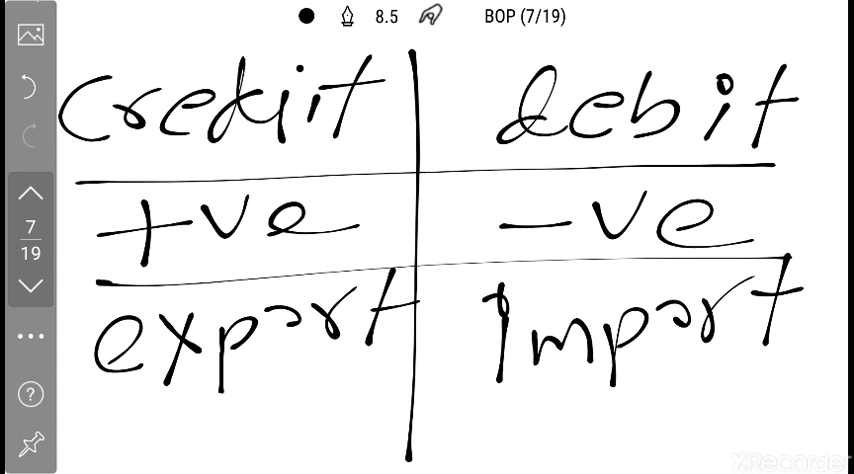 8.5 BOP (7/19)
credit debit
+ve -ve
7
19
export import
?
XRecorder